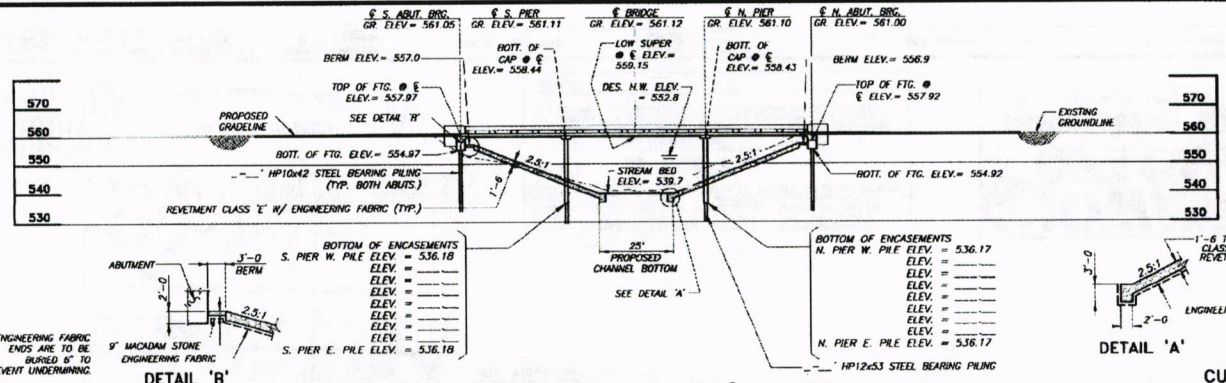 ℄ S. ABUT. BRG.
GR. ELEV = 561.05
℄ S. PIER
GR. ELEV= 561.11
℄ BRIDGE
GR. ELEV= 561.12
℄ N. PIER
GR. ELEV.= 561.10
℄ N. ABUT. BRG.
GR. ELEV.= 561.00
BERM ELEV.= 557.0
BOTT. OF
CAP @ ℄
ELEV.= 558.44
LOW SUPER
@ ℄ ELEV.=
559.15
DES. H.W. ELEV.
= 552.8
BOTT. OF
CAP @ ℄
ELEV.= 558.43
BERM ELEV.= 556.9
TOP OF FTG. @ ℄
ELEV.= 557.97
SEE DETAIL 'B'
TOP OF FTG. @
℄ ELEV.= 557.92
570
560
550
540
530
PROPOSED
GRADELINE
EXISTING
GROUNDLINE
570
560
550
540
530
BOTT. OF FTG. ELEV.= 554.97
HP10x42 STEEL BEARING PILING
(TYP. BOTH ABUTS.)
2.5:1
1'-6
STREAM BED
ELEV.= 539.7
2.5:1
BOTT. OF FTG. ELEV.= 554.92
REVETMENT CLASS 'E' W/ ENGINEERING FABRIC (TYP.)
25'
PROPOSED
CHANNEL BOTTOM
SEE DETAIL 'A'
BOTTOM OF ENCASEMENTS
S. PIER W. PILE ELEV. = 536.18
ELEV. =
ELEV. =
ELEV. =
ELEV. =
ELEV. =
ELEV. =
ELEV. =
ELEV. =
S. PIER E. PILE ELEV. = 536.18
BOTTOM OF ENCASEMENTS
N. PIER W. PILE ELEV. = 536.17
ELEV. =
ELEV. =
ELEV. =
ELEV. =
ELEV. =
ELEV. =
ELEV. =
ELEV. =
N. PIER E. PILE ELEV. = 536.17
HP12x53 STEEL BEARING PILING
ABUTMENT
3'-0
BERM
2'-0
2.5:1
ENGINEERING FABRIC
ENDS ARE TO BE
BURIED 6" TO
UNDERMINING.
9" MACADAM STONE
ENGINEERING FABRIC
DETAIL 'B'
1'-6
CLASS
2.5:1
3'-0
2'-0
DETAIL 'A'